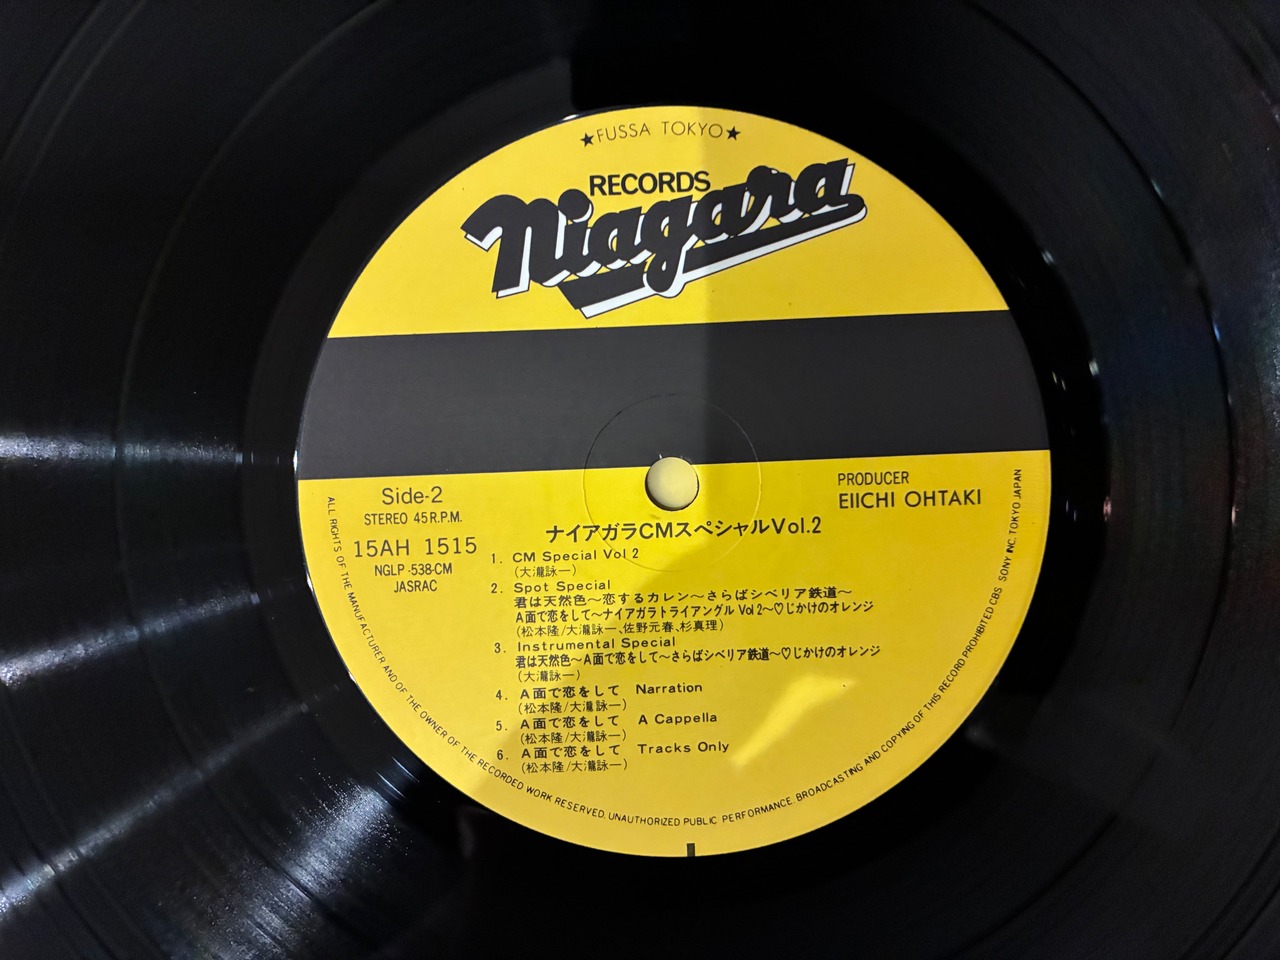 ★FUSSA TOKYO★
RECORDS
Niagara
Side-2
STEREO 45R.P.M.
15AH 1515
NGLP-538-CM
JASRAC
PRODUCER
EIICHI OHTAKI
ナイアガラCMスペシャルVol.2
1. CM Special Vol 2
(大瀧詠一)
2. Spot Special
君は天然色～恋するカレン～さらばシベリア鉄道～
A面で恋をして～ナイアガラトライアングル Vol 2～♡じかけのオレンジ
(松本隆/大瀧詠一、佐野元春、杉真理)
3. Instrumental Special
君は天然色～A面で恋をして～さらばシベリア鉄道～♡じかけのオレンジ
(大瀧詠一)
4. A面で恋をして Narration
(松本隆/大瀧詠一)
5. A面で恋をして A Cappella
(松本隆/大瀧詠一)
6. A面で恋をして Tracks Only
(松本隆/大瀧詠一)
ALL RIGHTS OF THE MANUFACTURER AND OF THE OWNER OF THE RECORDED WORK RESERVED, UNAUTHORIZED PUBLIC PERFORMANCE BROADCASTING AND COPYING OF THIS RECORD PROHIBITED CBS SONY INC. TOKYO JAPAN